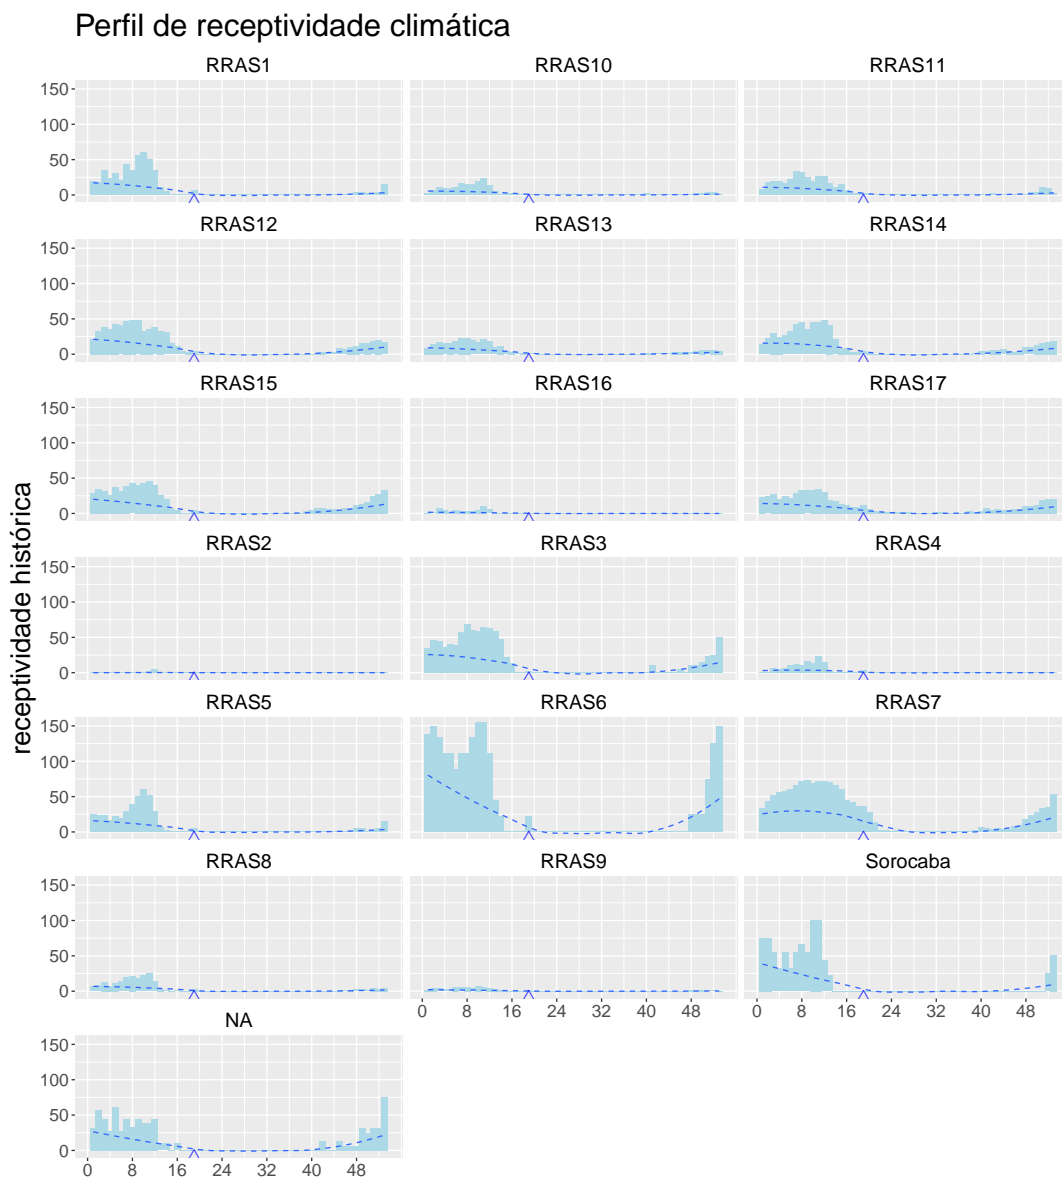 Perfil de receptividade climática
RRAS1 RRAS10 RRAS11
150
100
50
0
RRAS12 RRAS13 RRAS14
150
100
50
0
RRAS15 RRAS16 RRAS17
150
100
50
0
receptividade histórica
RRAS2 RRAS3 RRAS4
150
100
50
0
RRAS5 RRAS6 RRAS7
150
100
50
0
RRAS8 RRAS9 Sorocaba
150
100
50
0
0 8 16 24 32 40 48 0 8 16 24 32 40 48
NA
150
100
50
0
0 8 16 24 32 40 48